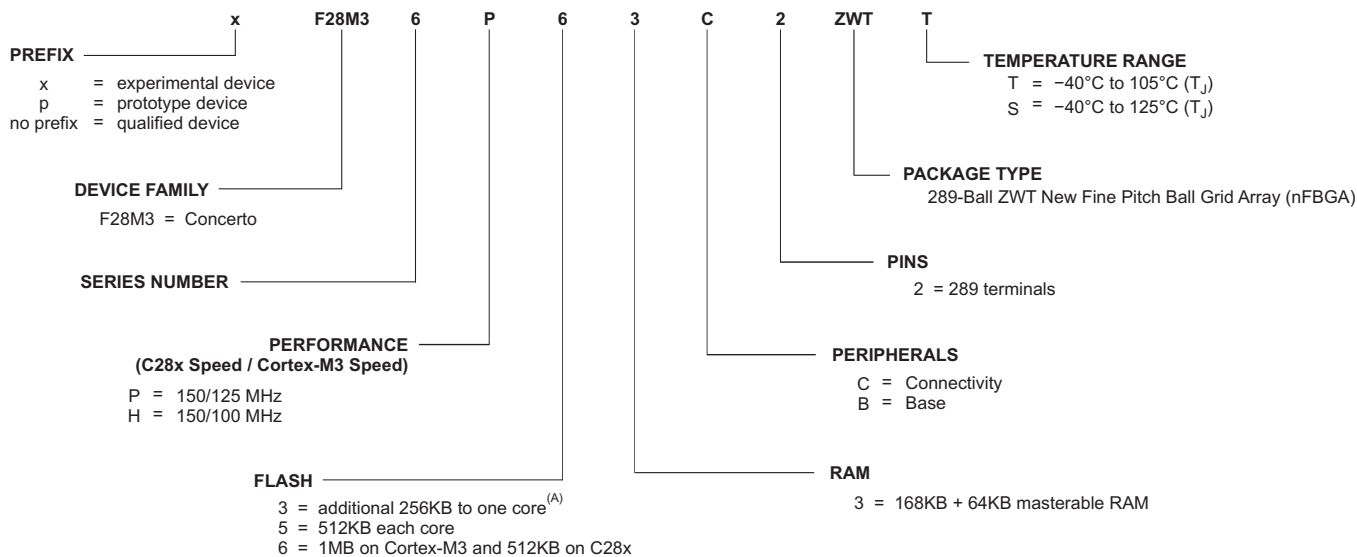 x F28M3 6 P 6 3 C 2 ZWT T
PREFIX
x = experimental device
p = prototype device
no prefix = qualified device
DEVICE FAMILY
F28M3 = Concerto
SERIES NUMBER
PERFORMANCE
(C28x Speed / Cortex-M3 Speed)
P = 150/125 MHz
H = 150/100 MHz
FLASH
3 = additional 256KB to one core(A)
5 = 512KB each core
6 = 1MB on Cortex-M3 and 512KB on C28x
TEMPERATURE RANGE
T = −40°C to 105°C (TJ)
S = −40°C to 125°C (TJ)
PACKAGE TYPE
289-Ball ZWT New Fine Pitch Ball Grid Array (nFBGA)
PINS
2 = 289 terminals
PERIPHERALS
C = Connectivity
B = Base
RAM
3 = 168KB + 64KB masterable RAM